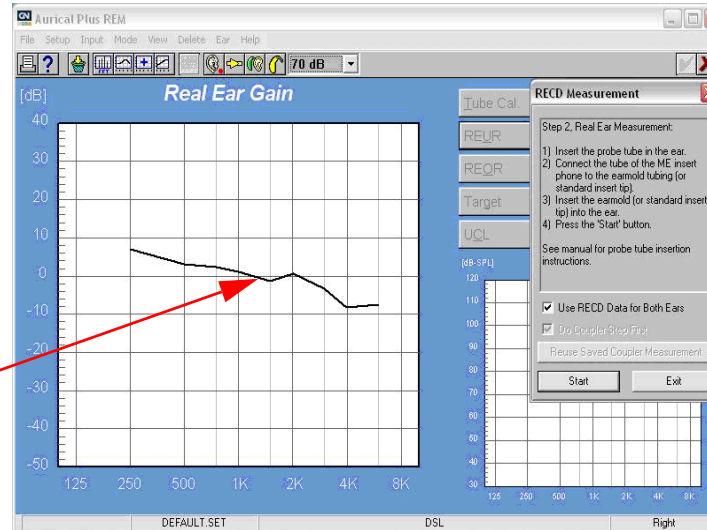 Aurical Plus REM
File Setup Input Mode View Delete Ear Help
70 dB
[dB]
Real Ear Gain
40
30
20
10
0
-10
-20
-30
-40
-50
125 250 500 1K 2K 4K 8K
Tube Cal.
REUR
REOR
Target
UCL
[dB-SPL]
120
110
100
90
80
70
60
50
40
30
125 250 500 1K 2K 4K 8K
RECD Measurement
Step 2, Real Ear Measurement:
1) Insert the probe tube in the ear.
2) Connect the tube of the ME insert
phone to the earmold tubing (or
standard insert tip).
3) Insert the earmold (or standard insert
tip) into the ear.
4) Press the 'Start' button.
See manual for probe tube insertion
instructions.
Use RECD Data for Both Ears
Do Coupler Step First
Reuse Saved Coupler Measurement
Start Exit
DEFAULT.SET DSL Right